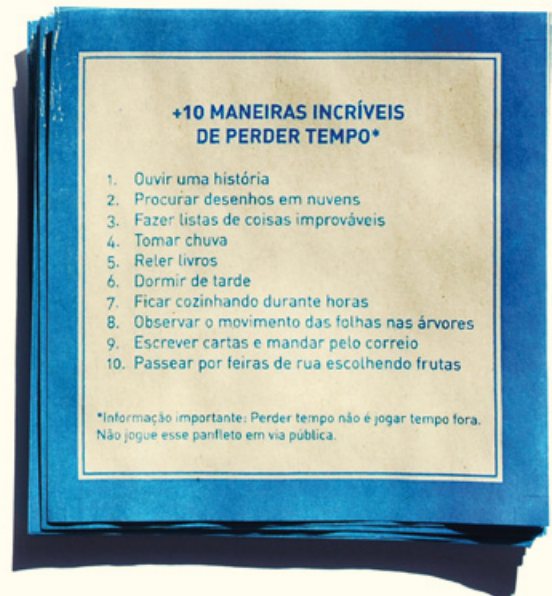 +10 MANEIRAS INCRÍVEIS
DE PERDER TEMPO*
1. Ouvir uma história
2. Procurar desenhos em nuvens
3. Fazer listas de coisas improváveis
4. Tomar chuva
5. Reler livros
6. Dormir de tarde
7. Ficar cozinhando durante horas
8. Observar o movimento das folhas nas árvores
9. Escrever cartas e mandar pelo correio
10. Passear por feiras de rua escolhendo frutas
*Informação importante: Perder tempo não é jogar tempo fora.
Não jogue esse panfleto em via pública.